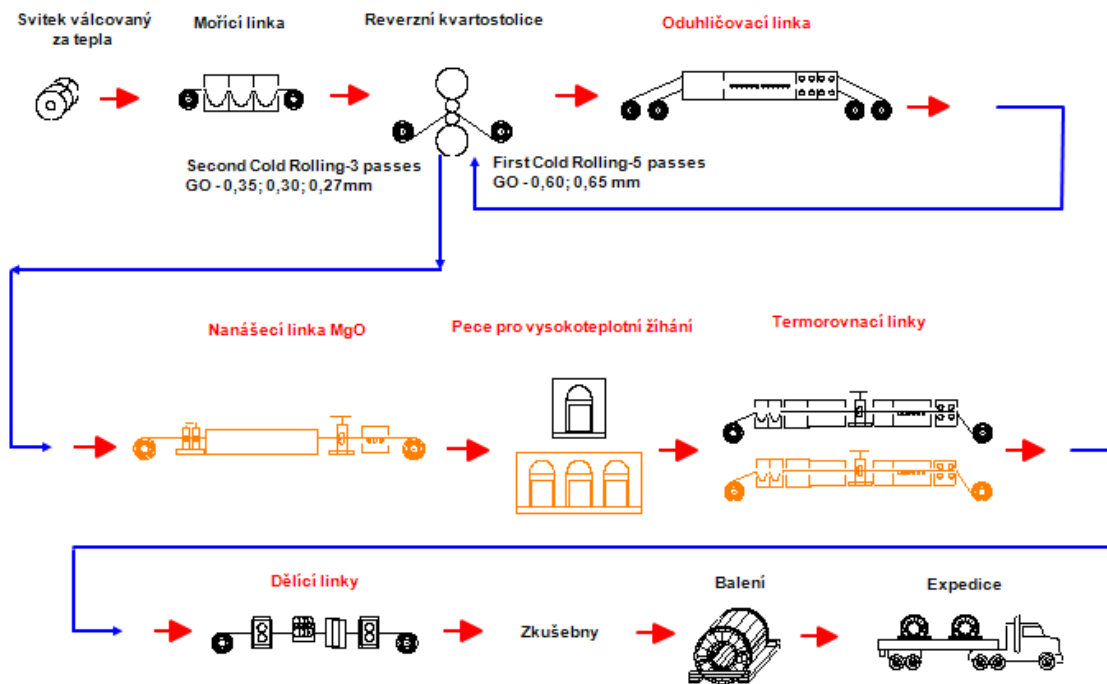 Svitek válcovaný
za tepla
Mořící linka
Reverzní kvartostolice
Oduhličovací linka
Second Cold Rolling-3 passes
GO - 0,35; 0,30; 0,27mm
First Cold Rolling-5 passes
GO - 0,60; 0,65 mm
Nanášecí linka MgO
Pece pro vysokoteplotní žíhání
Termorovnací linky
Dělící linky
Zkušebny
Balení
Expedice